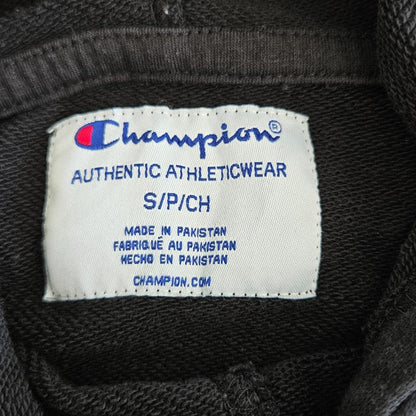 Champion®
AUTHENTIC ATHLETICWEAR
S/P/CH
MADE IN PAKISTAN
FABRIQUÉ AU PAKISTAN
HECHO EN PAKISTAN
CHAMPION.COM